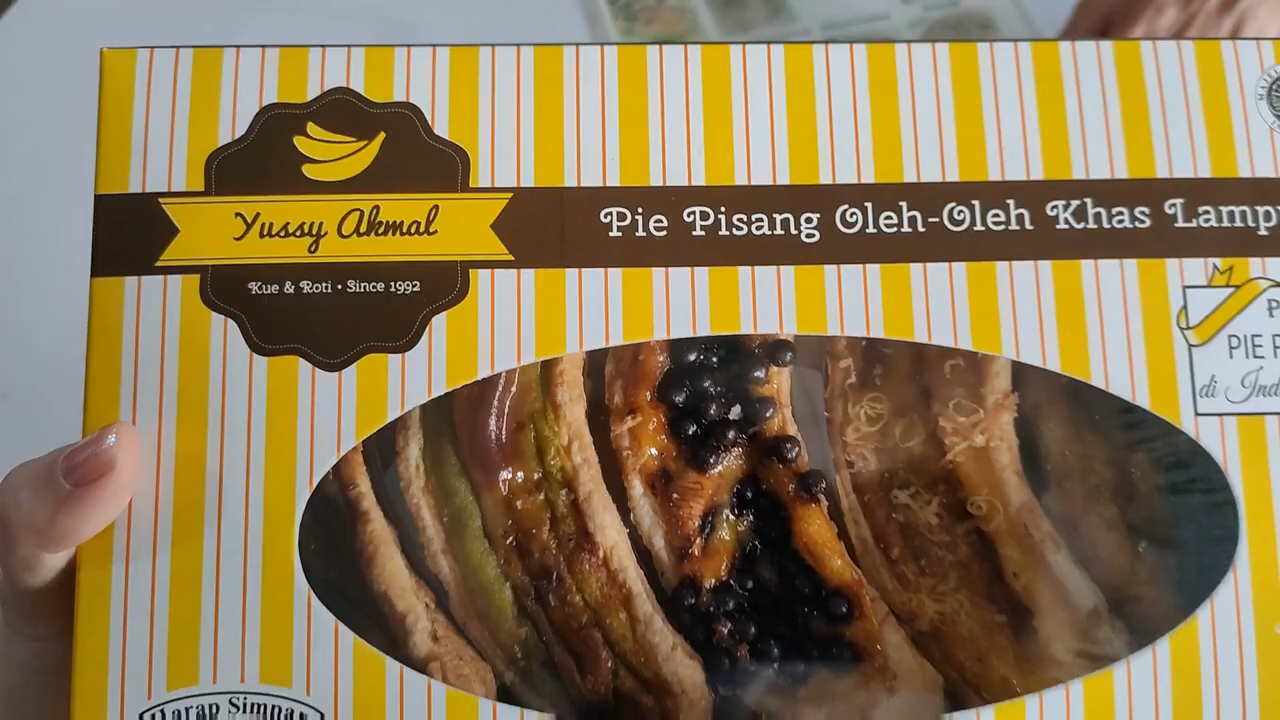 Yussy Akmal
Kue & Roti • Since 1992
Pie Pisang Oleh-Oleh Khas Lamp
PIE
di Ind
Harap Simpan